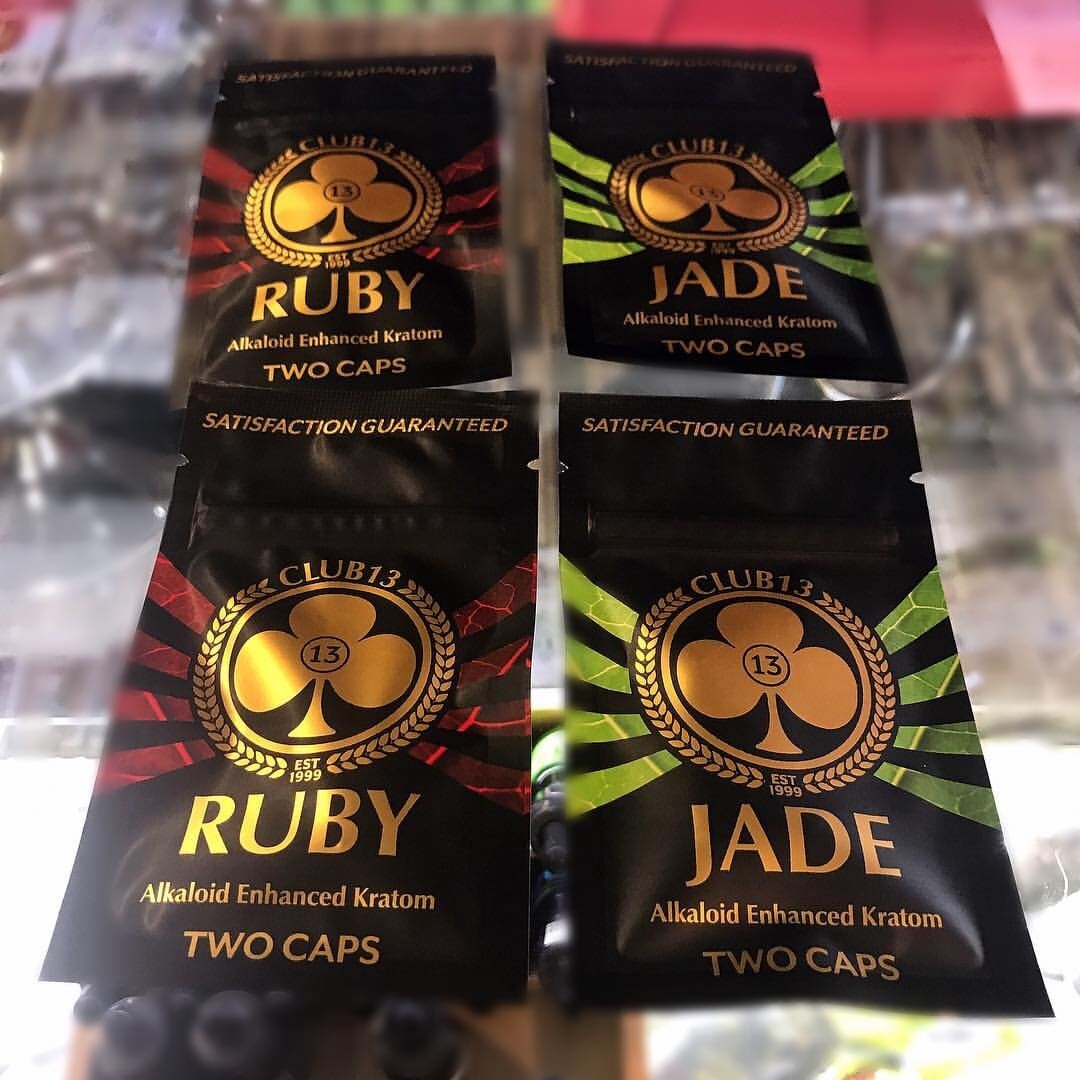 SATISFACTION GUARANTEED
CLUB13
13
EST
1999
RUBY
Alkaloid Enhanced Kratom
TWO CAPS
SATISFACTION GUARANTEED
CLUB13
13
EST
1999
JADE
Alkaloid Enhanced Kratom
TWO CAPS
SATISFACTION GUARANTEED
CLUB13
13
EST
1999
RUBY
Alkaloid Enhanced Kratom
TWO CAPS
SATISFACTION GUARANTEED
CLUB13
13
EST
1999
JADE
Alkaloid Enhanced Kratom
TWO CAPS